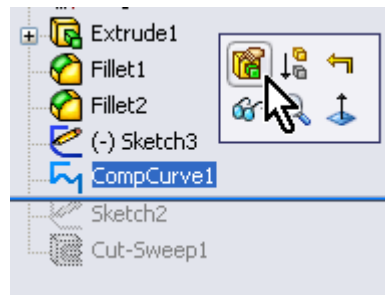 Extrude1
Fillet1
Fillet2
(-) Sketch3
CompCurve1
Sketch2
Cut-Sweep1